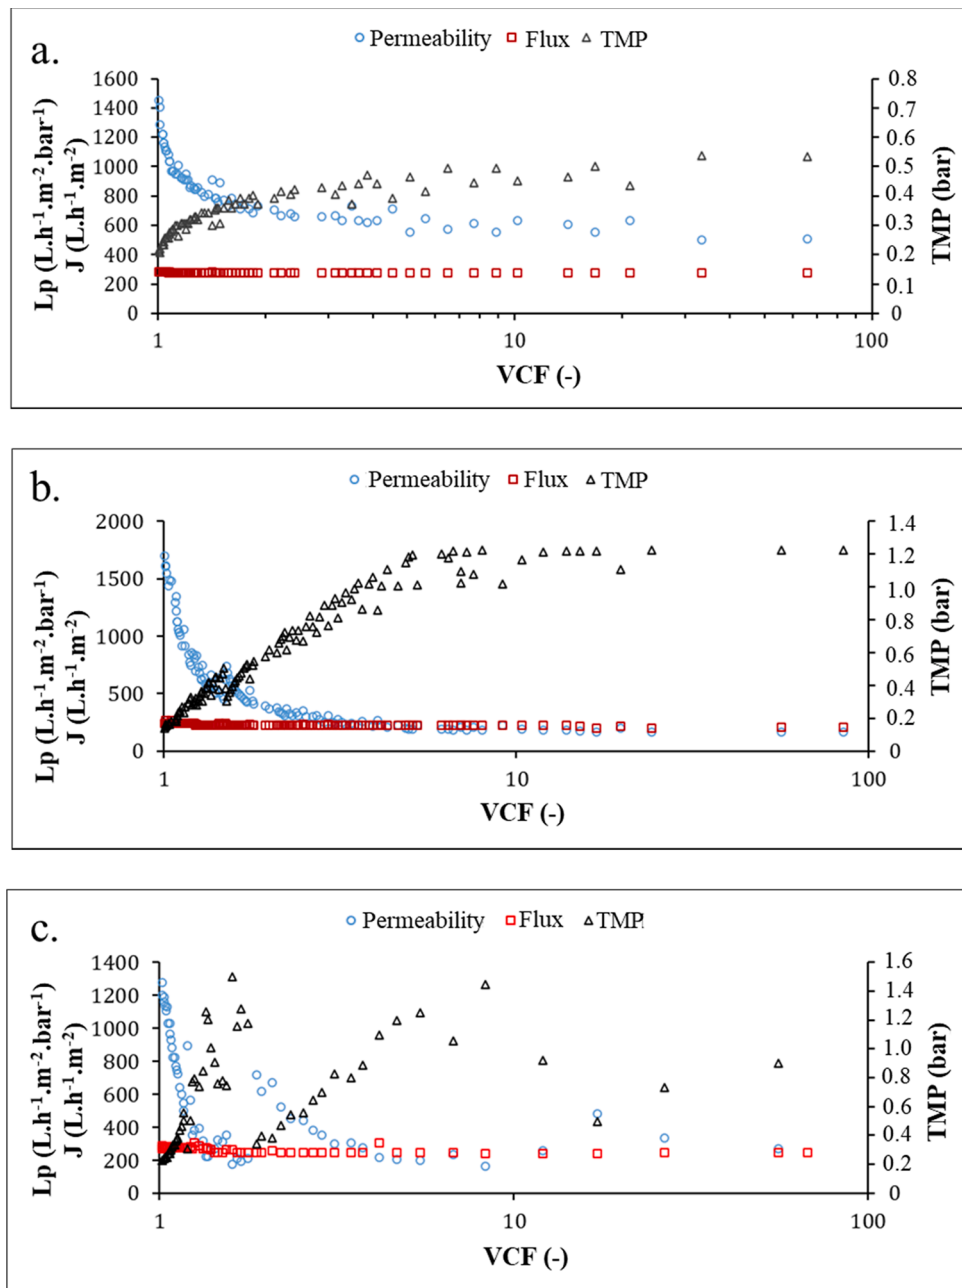 a.
Permeability Flux TMP
Lp (L.h⁻¹.m⁻².bar⁻¹)
J (L.h⁻¹.m⁻²)
1600
1400
1200
1000
800
600
400
200
0
0.8
0.7
0.6
0.5
0.4
0.3
0.2
0.1
0
TMP (bar)
1 10 100
VCF (-)
b.
Permeability Flux TMP
Lp (L.h⁻¹.m⁻².bar⁻¹)
J (L.h⁻¹.m⁻²)
2000
1500
1000
500
0
1.4
1.2
1.0
0.8
0.6
0.4
0.2
0
TMP (bar)
1 10 100
VCF (-)
c.
Permeability Flux TMP
Lp (L.h⁻¹.m⁻².bar⁻¹)
J (L.h⁻¹.m⁻²)
1400
1200
1000
800
600
400
200
0
1.6
1.4
1.2
1.0
0.8
0.6
0.4
0.2
0
TMP (bar)
1 10 100
VCF (-)